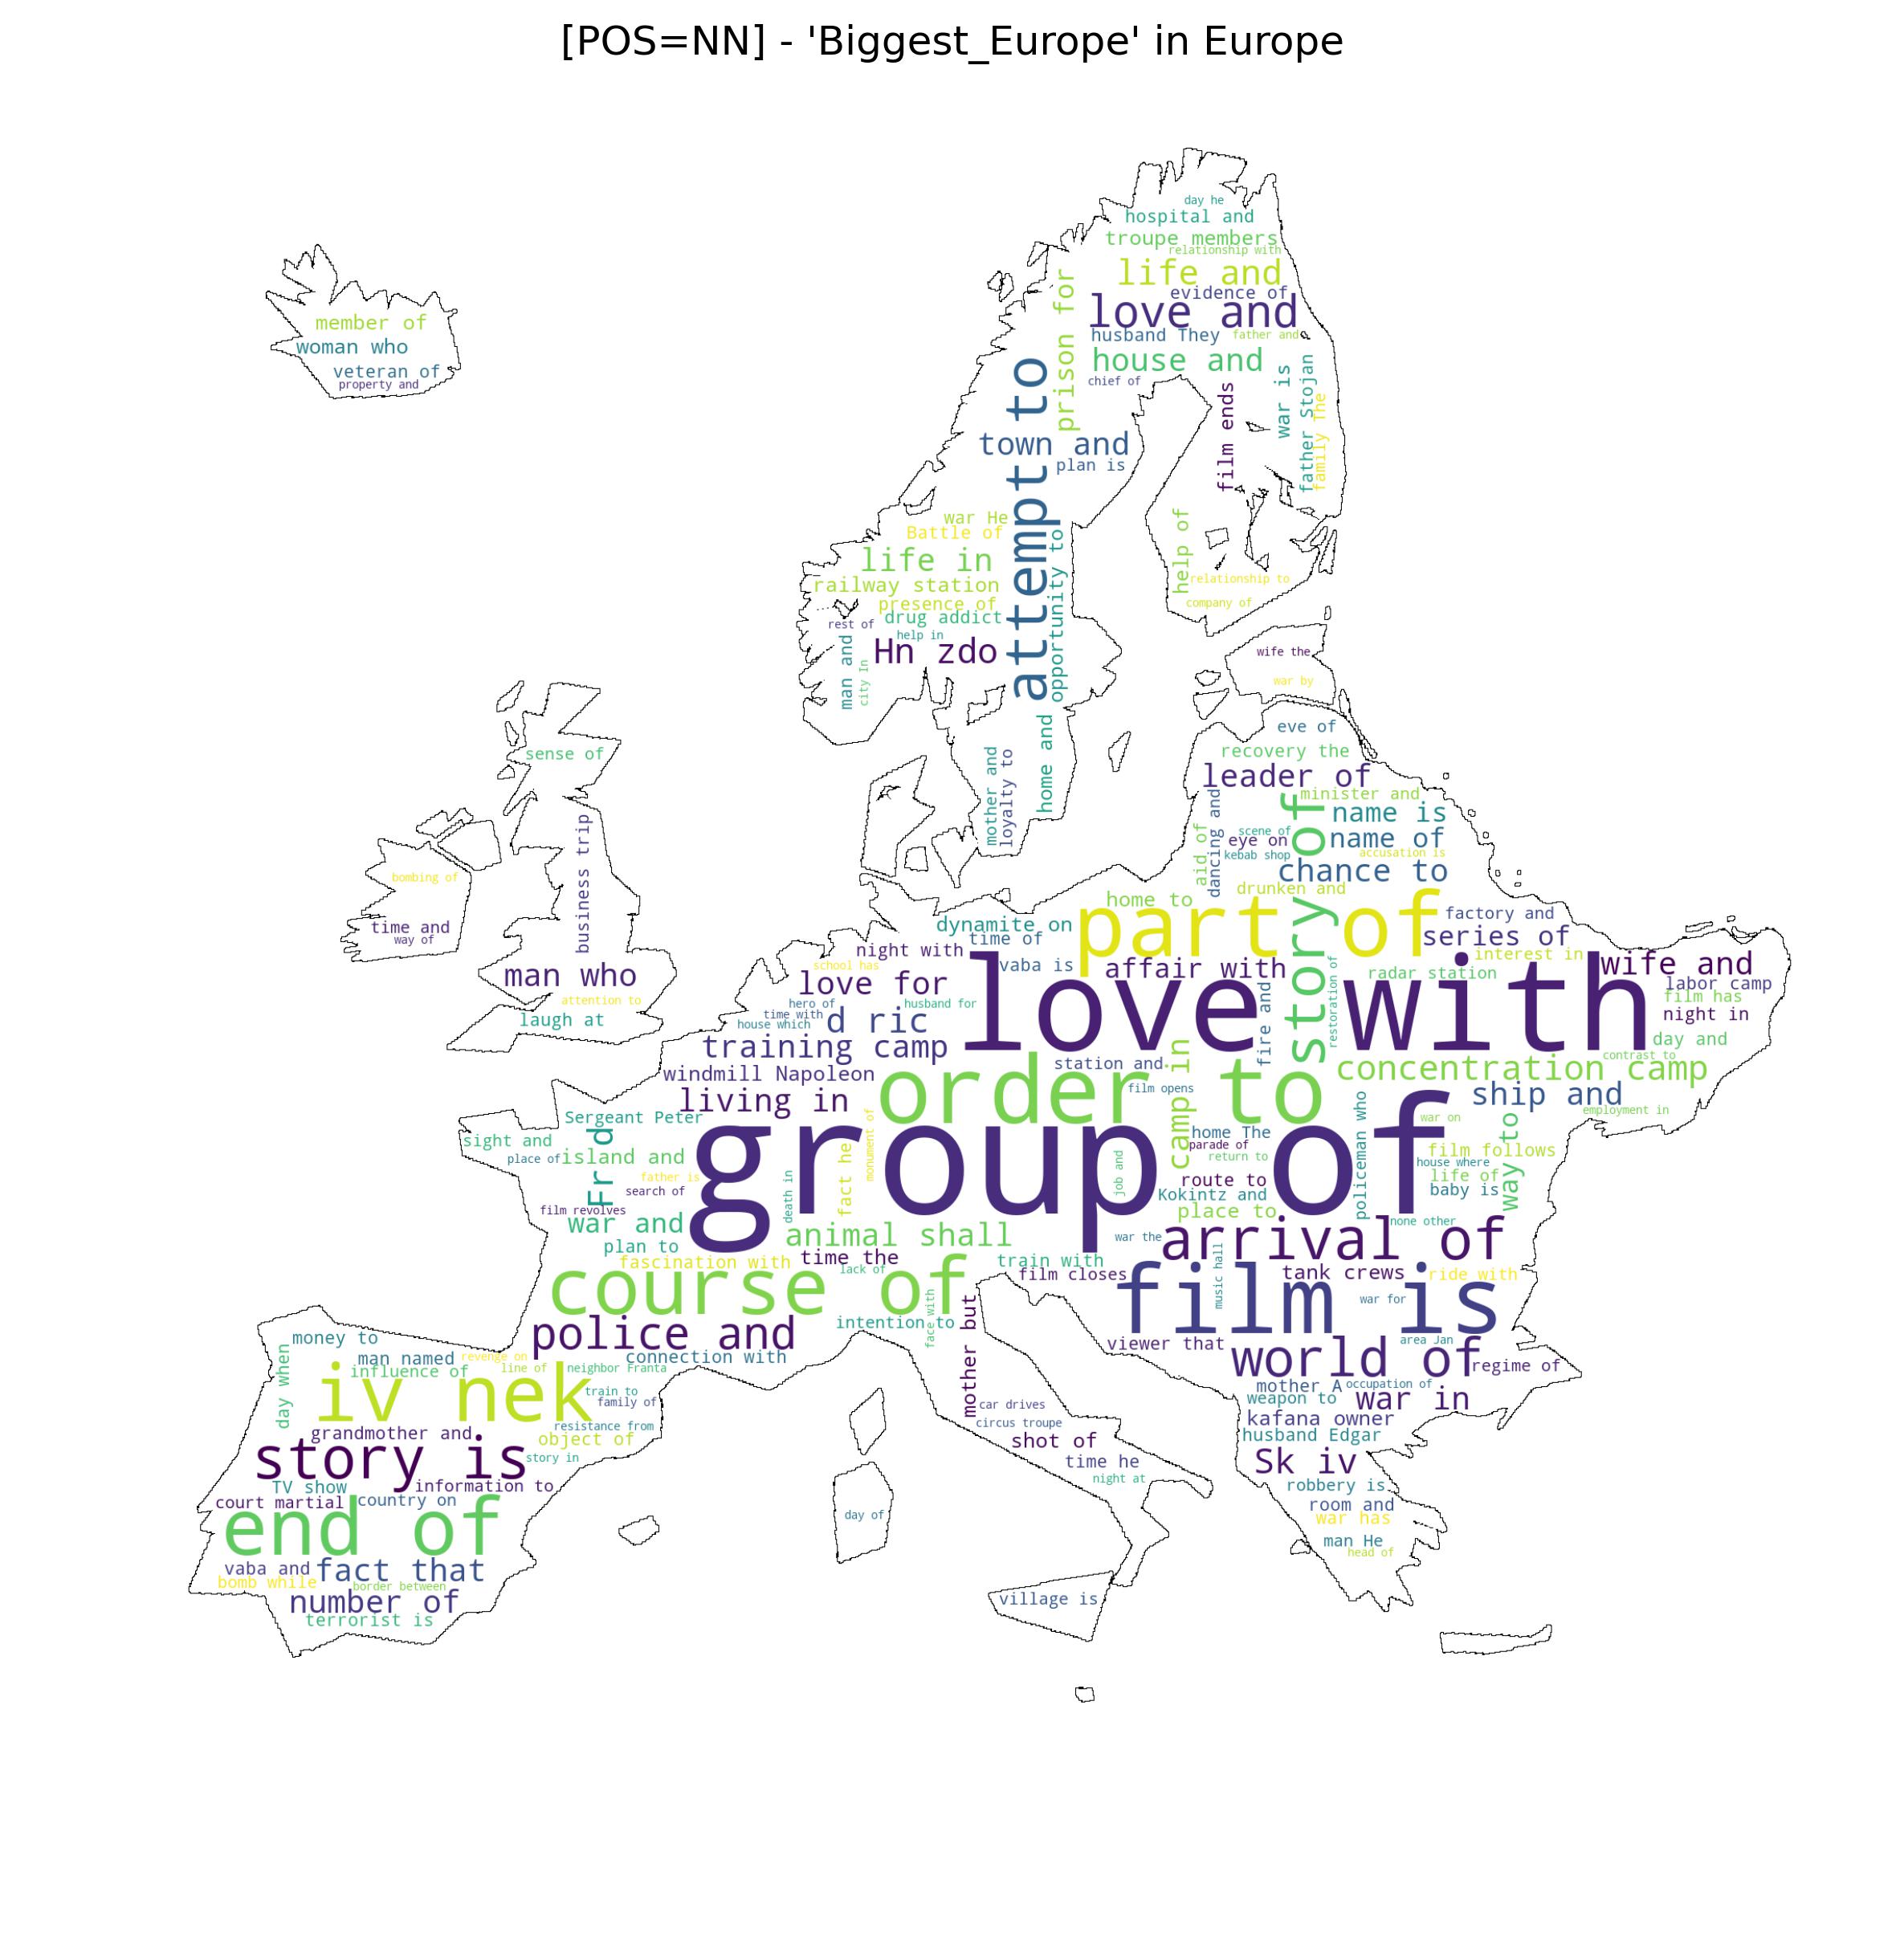 [POS=NN] - 'Biggest_Europe' in Europe
day he
hospital and
troupe members
relationship with
life and
evidence of
love and
husband They
father and
house and
chief of
prison for
attempt to
town and
plan is
film ends
war is
father Stojan
family The
member of
woman who
veteran of
property and
war He
Battle of
life in
railway station
presence of
drug addict
rest of
help in
Hn zdo
man and
city In
opportunity to
help of
relationship to
company of
wife the
war by
home and
mother and
loyalty to
sense of
business trip
bombing of
time and
way of
man who
attention to
laugh at
eve of
recovery the
leader of
minister and
name is
name of
story of
dancing and
aid of
scene of
eye on
kebab shop
accusation is
chance to
drunken and
home to
part of
factory and
series of
interest in
dynamite on
time of
night with
vaba is
affair with
radar station
wife and
labor camp
film has
night in
school has
love for
hero of
husband for
time with
house which
d ric
love with
fire and
restoration of
day and
contrast to
training camp
windmill Napoleon
living in
station and
order to
film opens
camp in
concentration camp
ship and
employment in
Sergeant Peter
sight and
place of
island and
Fr d
father is
search of
film revolves
war and
plan to
fascination with
group of
fact he
monument of
death in
job and
home The
parade of
return to
route to
Kokintz and
place to
policeman who
war on
film follows
house where
life of
baby is
way to
none other
animal shall
time the
lack of
war the
arrival of
train with
film closes
music hall
tank crews
ride with
course of
face with
intention to
mother but
film is
war for
viewer that
area Jan
police and
connection with
world of
regime of
mother A
occupation of
weapon to
war in
kafana owner
husband Edgar
money to
man named
revenge on
line of
neighbor Franta
influence of
day when
iv nek
train to
family of
resistance from
grandmother and
object of
story is
story in
TV show
information to
court martial
country on
end of
vaba and
fact that
bomb while
border between
number of
terrorist is
car drives
circus troupe
shot of
time he
night at
day of
village is
Sk iv
robbery is
room and
war has
man He
head of